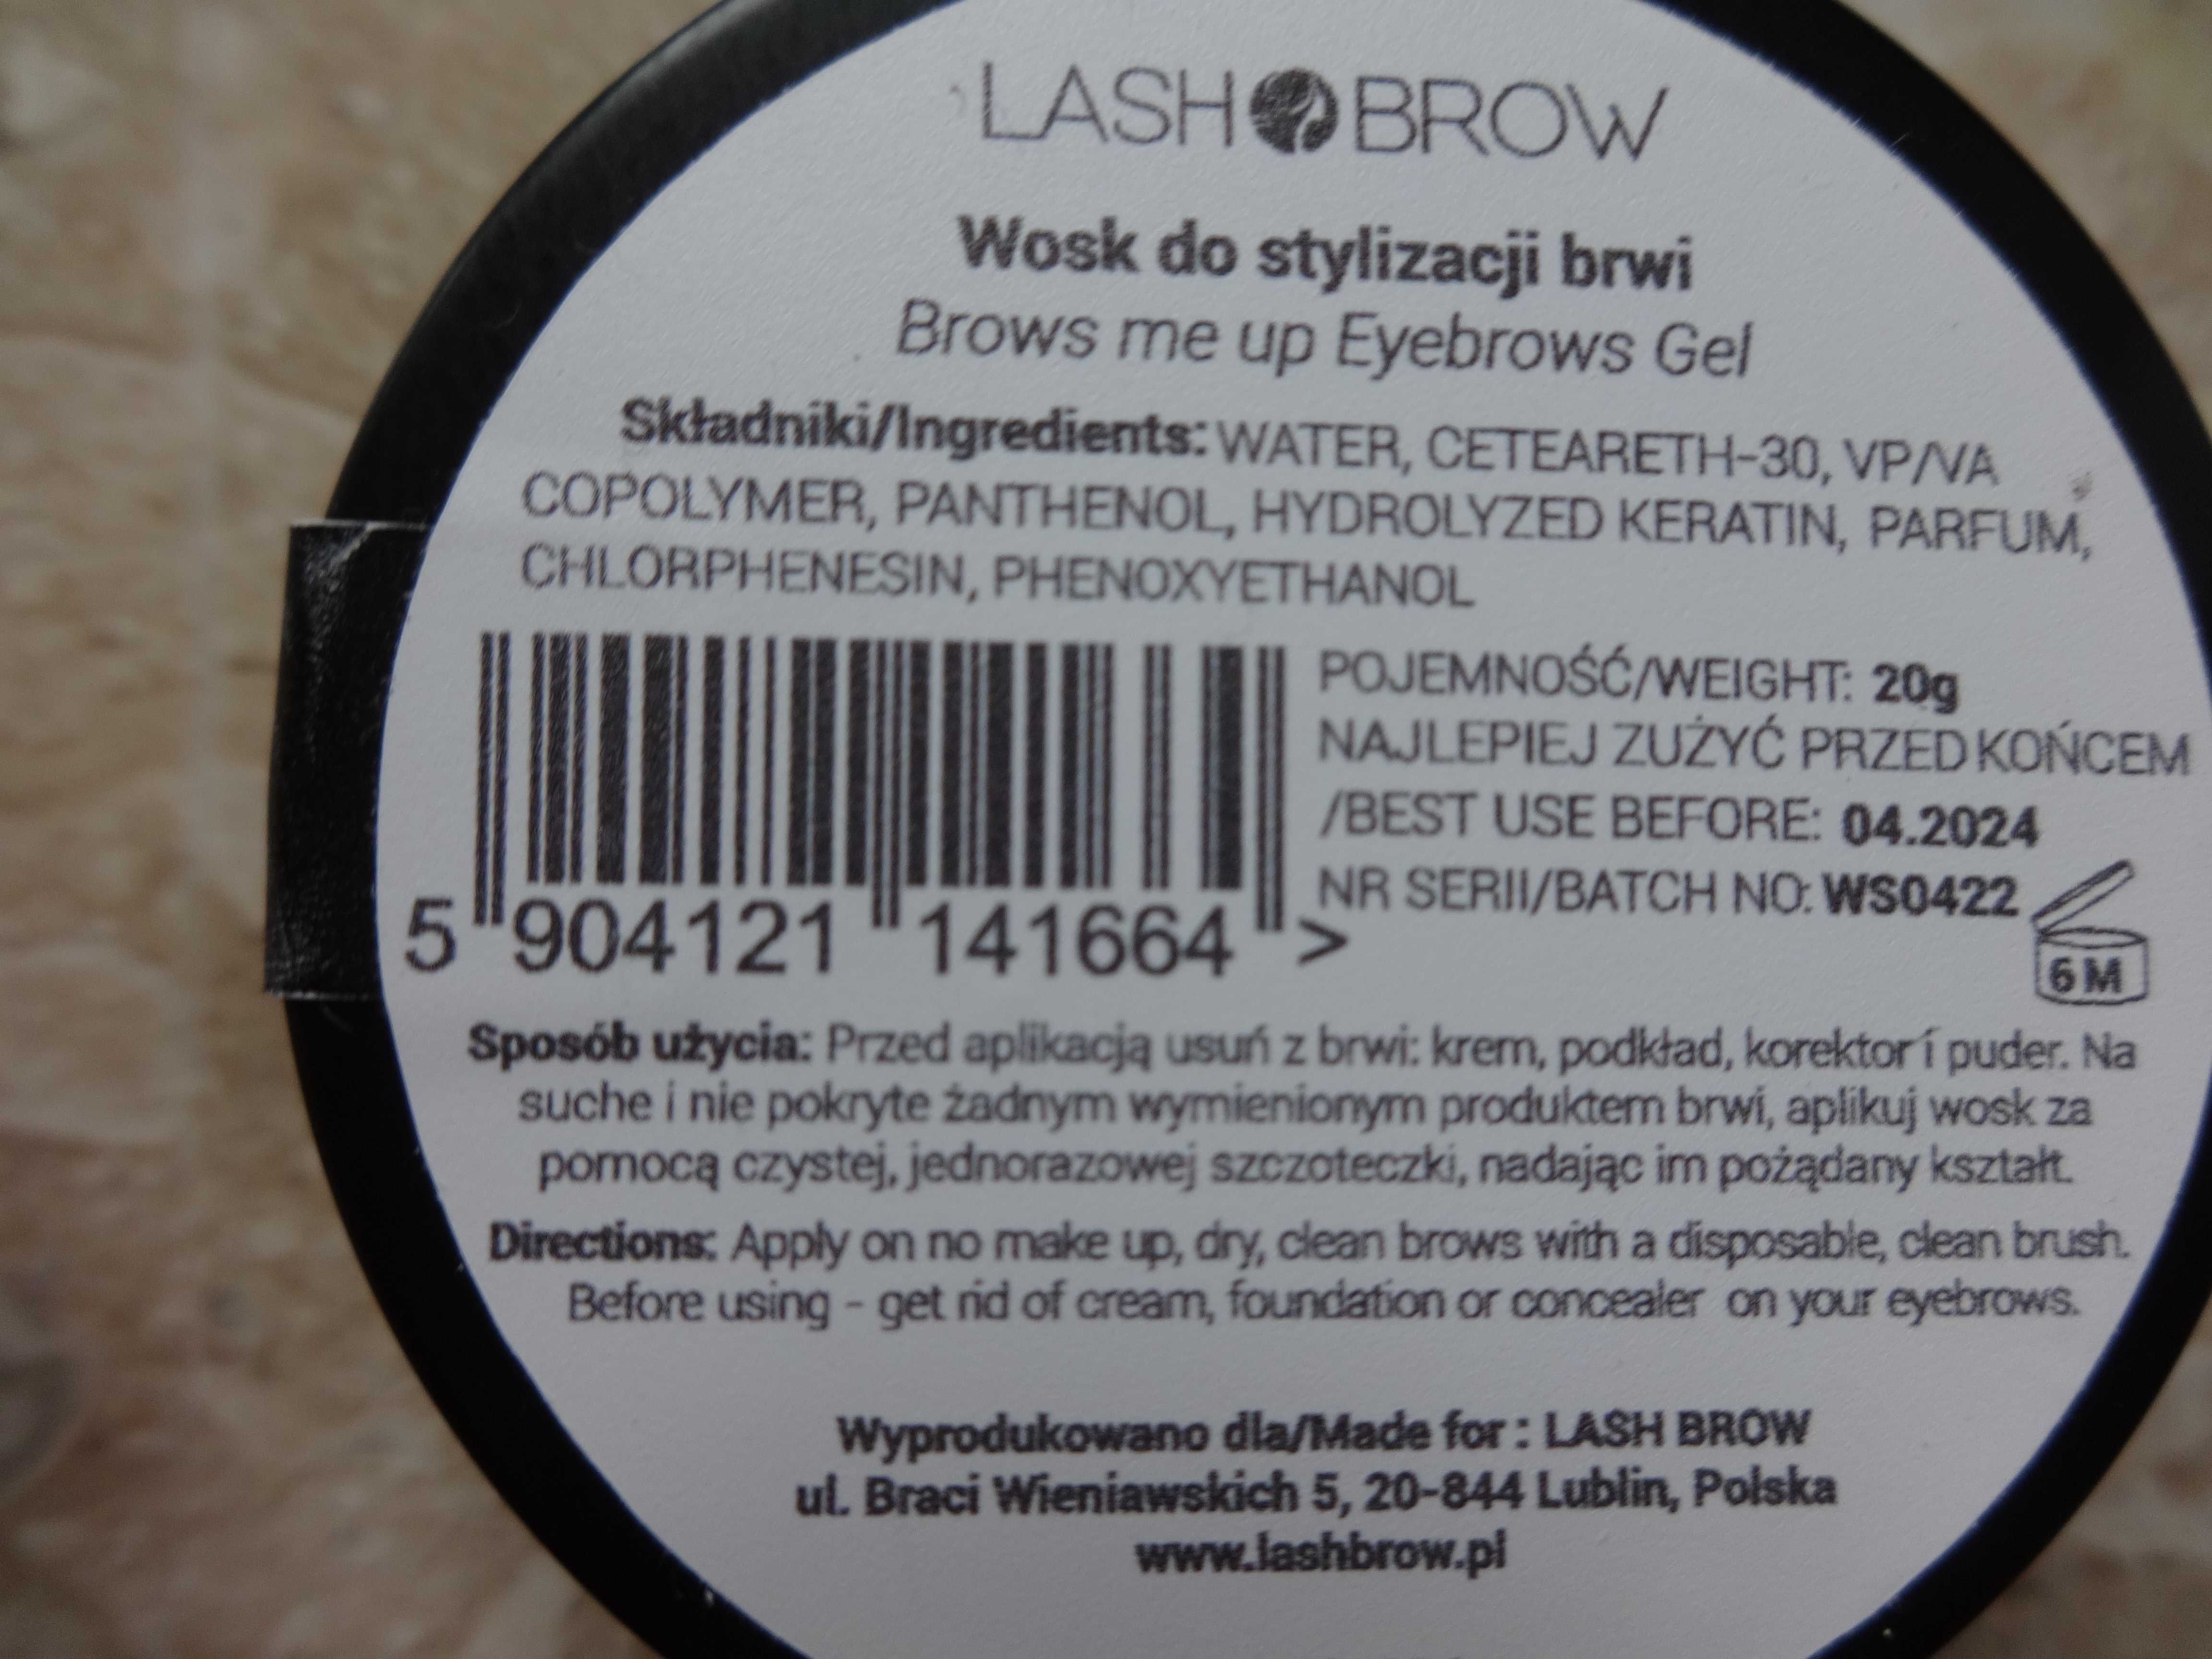 LASH BROW
Wosk do stylizacji brwi
Brows me up Eyebrows Gel
Składniki/Ingredients: WATER, CETEARETH-30, VP/VA
COPOLYMER, PANTHENOL, HYDROLYZED KERATIN, PARFUM,
CHLORPHENESIN, PHENOXYETHANOL
POJEMNOŚĆ/WEIGHT: 20g
NAJLEPIEJ ZUŻYĆ PRZED KOŃCEM
/BEST USE BEFORE: 04.2024
NR SERII/BATCH NO: WS0422
6 M
5 904121 141664 >
Sposób użycia: Przed aplikacją usuń z brwi: krem, podkład, korektor i puder. Na
suche i nie pokryte żadnym wymienionym produktem brwi, aplikuj wosk za
pomocą czystej, jednorazowej szczoteczki, nadając im pożądany kształt.
Directions: Apply on no make up, dry, clean brows with a disposable, clean brush.
Before using - get rid of cream, foundation or concealer on your eyebrows.
Wyprodukowano dla/Made for : LASH BROW
ul. Braci Wieniawskich 5, 20-844 Lublin, Polska
www.lashbrow.pl